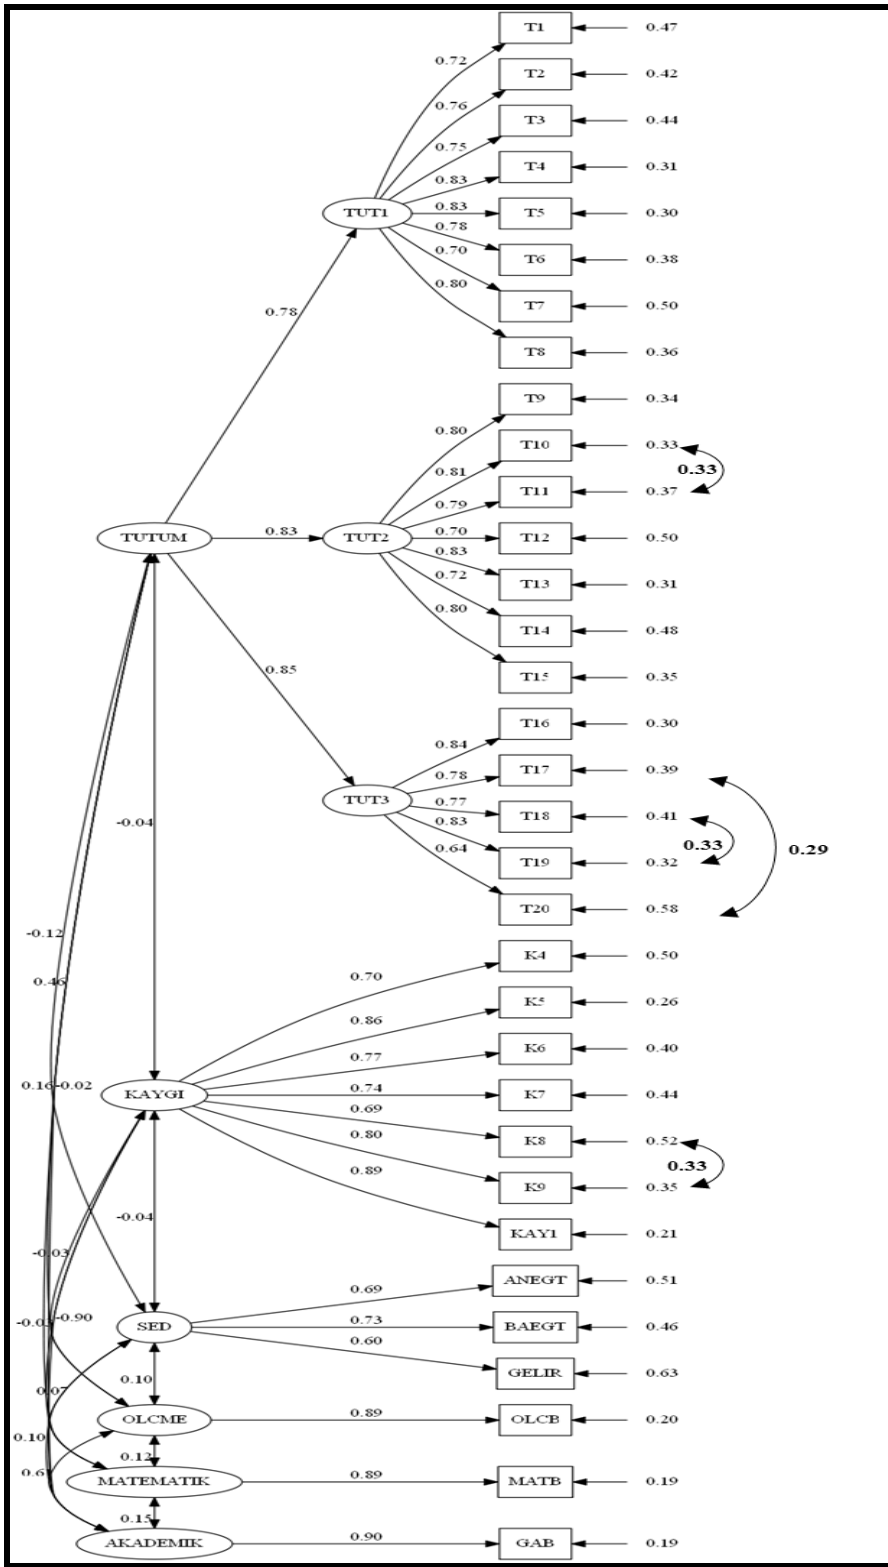 T1 0.47
0.72
T2 0.42
0.76
T3 0.44
0.75
T4 0.31
0.83
TUT1 0.83 T5 0.30
0.78
T6 0.38
0.70
0.80
T7 0.50
0.78
T8 0.36
T9 0.34
0.80
T10 0.33
0.33
0.81
T11 0.37
0.79
TUTUM 0.83 TUT2 0.70 T12 0.50
0.83
T13 0.31
0.72
0.80
T14 0.48
0.85
T15 0.35
T16 0.30
0.84
T17 0.39
0.78
TUT3 0.77
T18 0.41
-0.04
0.83
0.33 0.29
0.64
T19 0.32
T20 0.58
-0.12
K4 0.50
0.70
0.46
K5 0.26
0.86
K6 0.40
0.77
0.16 -0.02
KAYGI 0.74 K7 0.44
0.69
0.80
K8 0.52
0.33
0.89
K9 0.35
-0.04
KAY1 0.21
-0.03
ANEGT 0.51
0.69
-0.90
SED 0.73 BAEGT 0.46
0.60
GELIR 0.63
0.10
0.07
OLCME 0.89 OLCB 0.20
0.10
0.12
MATEMATIK 0.89 MATB 0.19
0.15
AKADEMIK 0.90 GAB 0.19